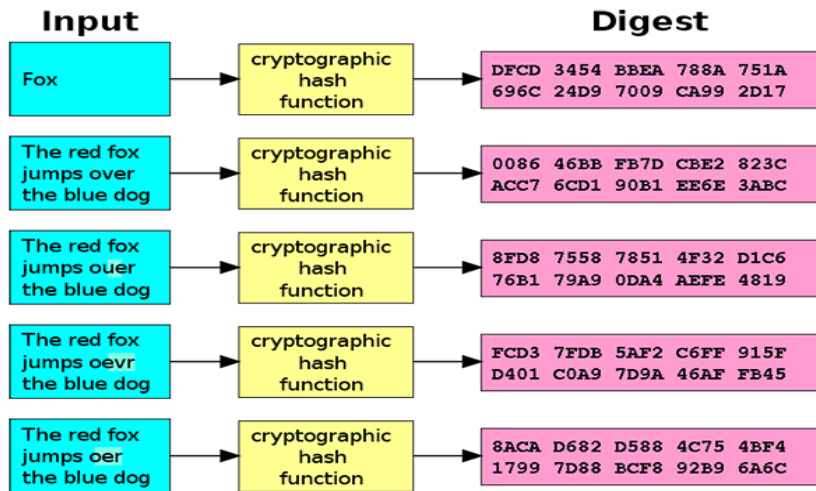 Input Digest
Fox
cryptographic
hash
function
DFCD 3454 BBEA 788A 751A
696C 24D9 7009 CA99 2D17
The red fox
jumps over
the blue dog
cryptographic
hash
function
0086 46BB FB7D CBE2 823C
ACC7 6CD1 90B1 EE6E 3ABC
The red fox
jumps ouer
the blue dog
cryptographic
hash
function
8FD8 7558 7851 4F32 D1C6
76B1 79A9 0DA4 AEFE 4819
The red fox
jumps oevr
the blue dog
cryptographic
hash
function
FCD3 7FDB 5AF2 C6FF 915F
D401 C0A9 7D9A 46AF FB45
The red fox
jumps oer
the blue dog
cryptographic
hash
function
8ACA D682 D588 4C75 4BF4
1799 7D88 BCF8 92B9 6A6C